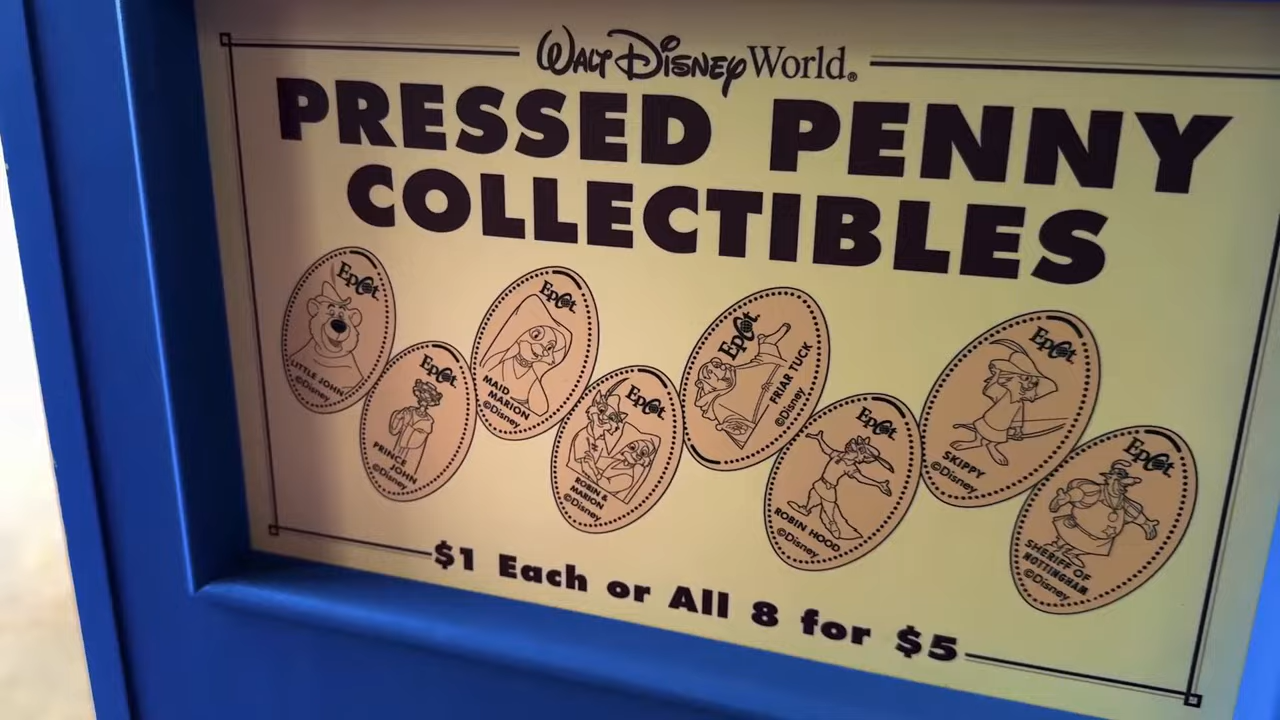 Walt Disney World®
PRESSED PENNY
COLLECTIBLES
Epcot
LITTLE JOHN
©Disney
Epcot
PRINCE
JOHN
Epcot
MAID
MARION
©Disney
Epcot
ROBIN &
MARION
©Disney
Epcot
FRIAR TUCK
©Disney
Epcot
ROBIN HOOD
©Disney
Epcot
SKIPPY
©Disney
Epcot
SHERIFF OF
NOTTINGHAM
©Disney
$1 Each or All 8 for $5